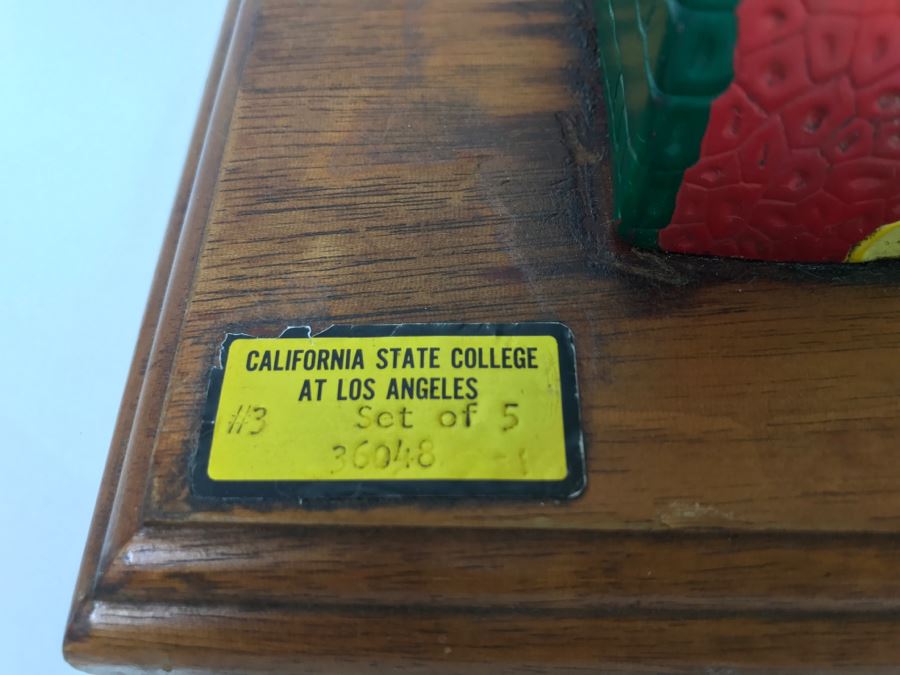 CALIFORNIA STATE COLLEGE
AT LOS ANGELES
#3 Set of 5
36048